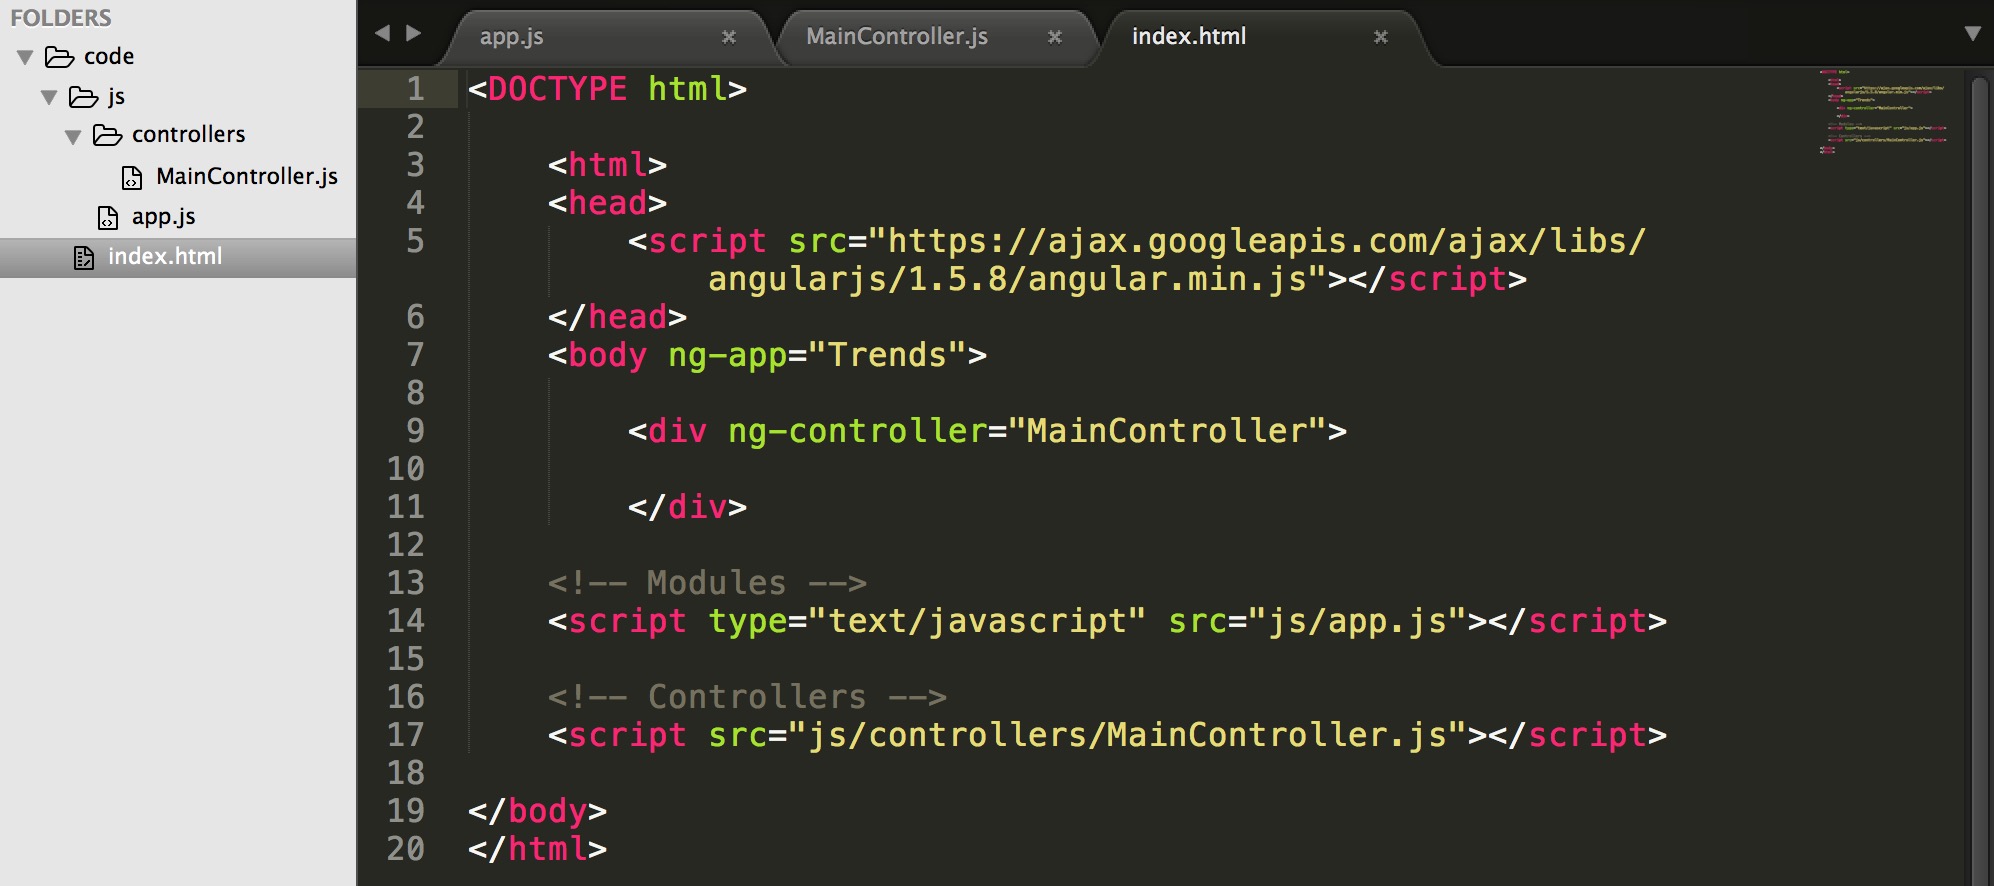 FOLDERS
code
js
controllers
MainController.js
app.js
index.html
app.js × MainController.js × index.html ×
1 <DOCTYPE html>
2
3 <html>
4 <head>
5 <script src="https://ajax.googleapis.com/ajax/libs/
angularjs/1.5.8/angular.min.js"></script>
6 </head>
7 <body ng-app="Trends">
8
9 <div ng-controller="MainController">
10
11 </div>
12
13 <!-- Modules -->
14 <script type="text/javascript" src="js/app.js"></script>
15
16 <!-- Controllers -->
17 <script src="js/controllers/MainController.js"></script>
18
19 </body>
20 </html>